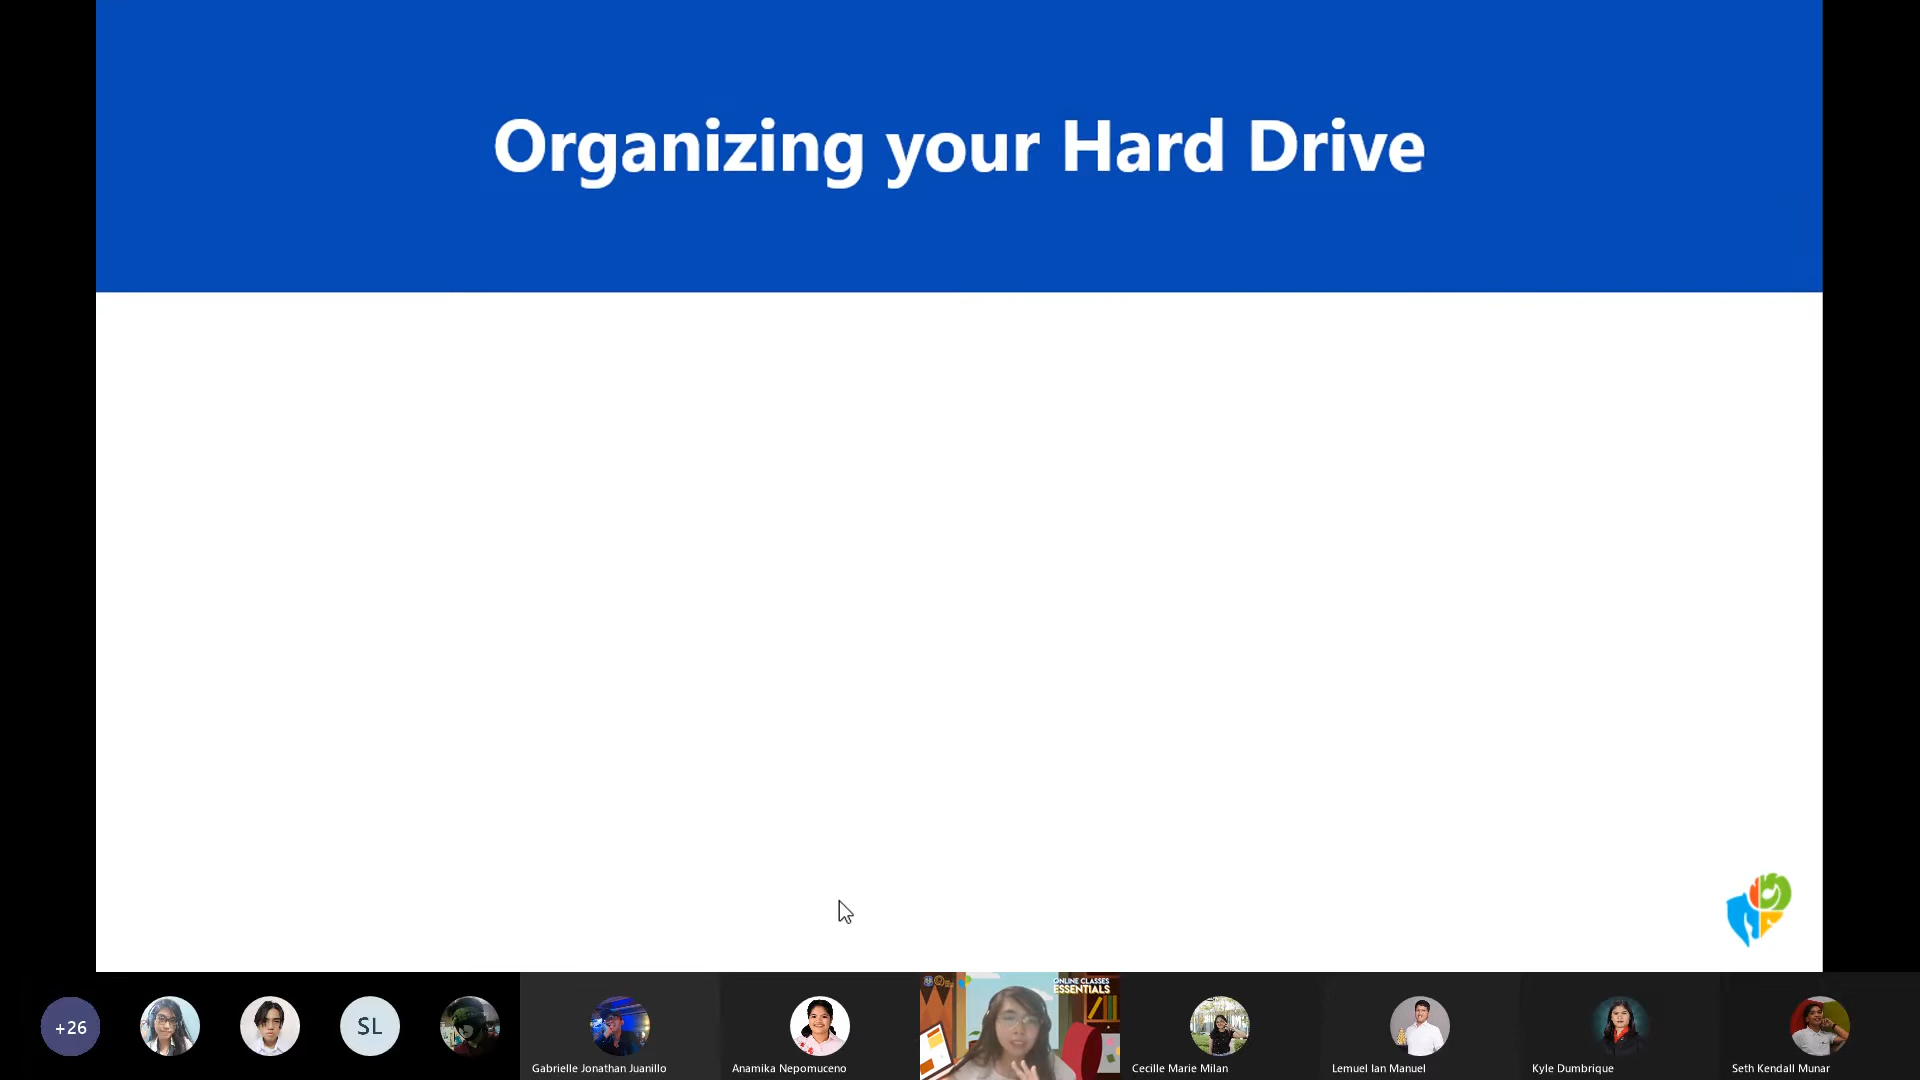 Organizing your Hard Drive
ONLINE CLASSES
ESSENTIALS
+26
SL
Gabrielle Jonathan Juanillo
Anamika Nepomuceno
Cecille Marie Milan
Lemuel Ian Manuel
Kyle Dumbrique
Seth Kendall Munar